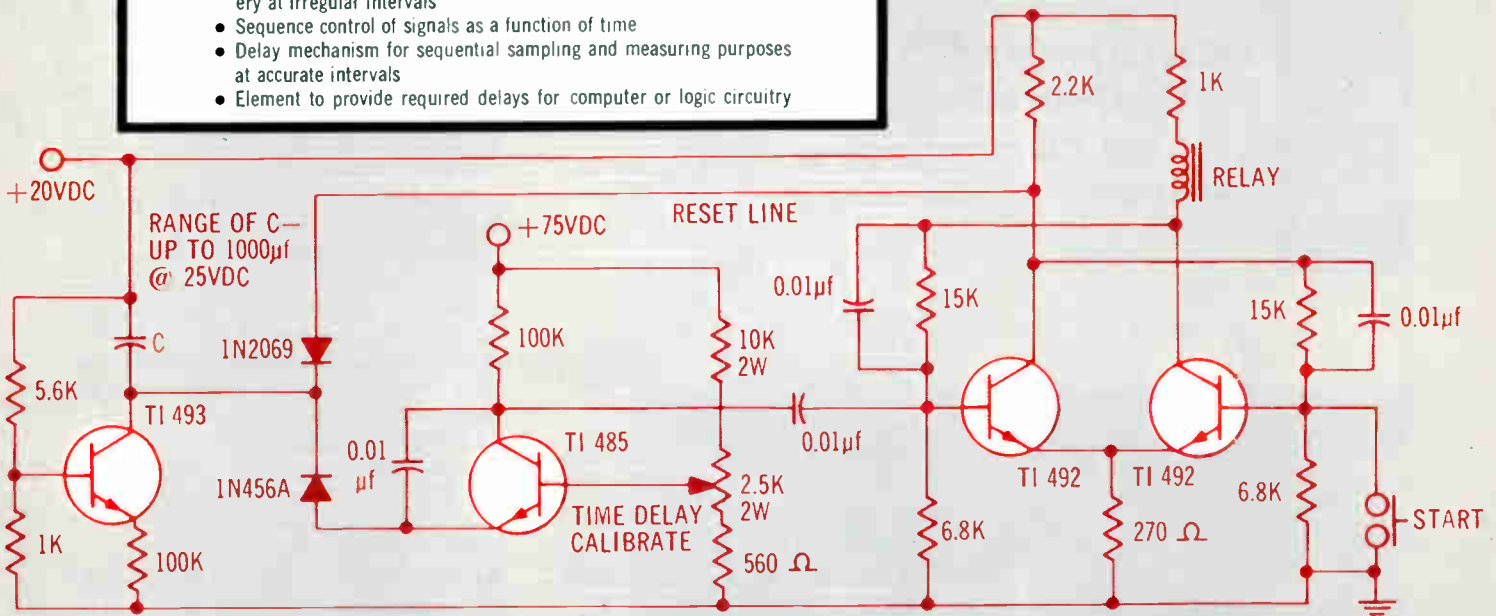 ery at irregular intervals
• Sequence control of signals as a function of time
• Delay mechanism for sequential sampling and measuring purposes
at accurate intervals
• Element to provide required delays for computer or logic circuitry
2.2K
1K
RELAY
+20VDC
RANGE OF C—
UP TO 1000µf
@ 25VDC
RESET LINE
+75VDC
0.01µf
15K
15K
0.01µf
100K
10K
2W
C
1N2069
5.6K
TI 493
0.01µf
0.01
µf
TI 485
1N456A
2.5K
2W
TI 492
TI 492
TIME DELAY
CALIBRATE
6.8K
6.8K
START
1K
100K
560 Ω
270 Ω